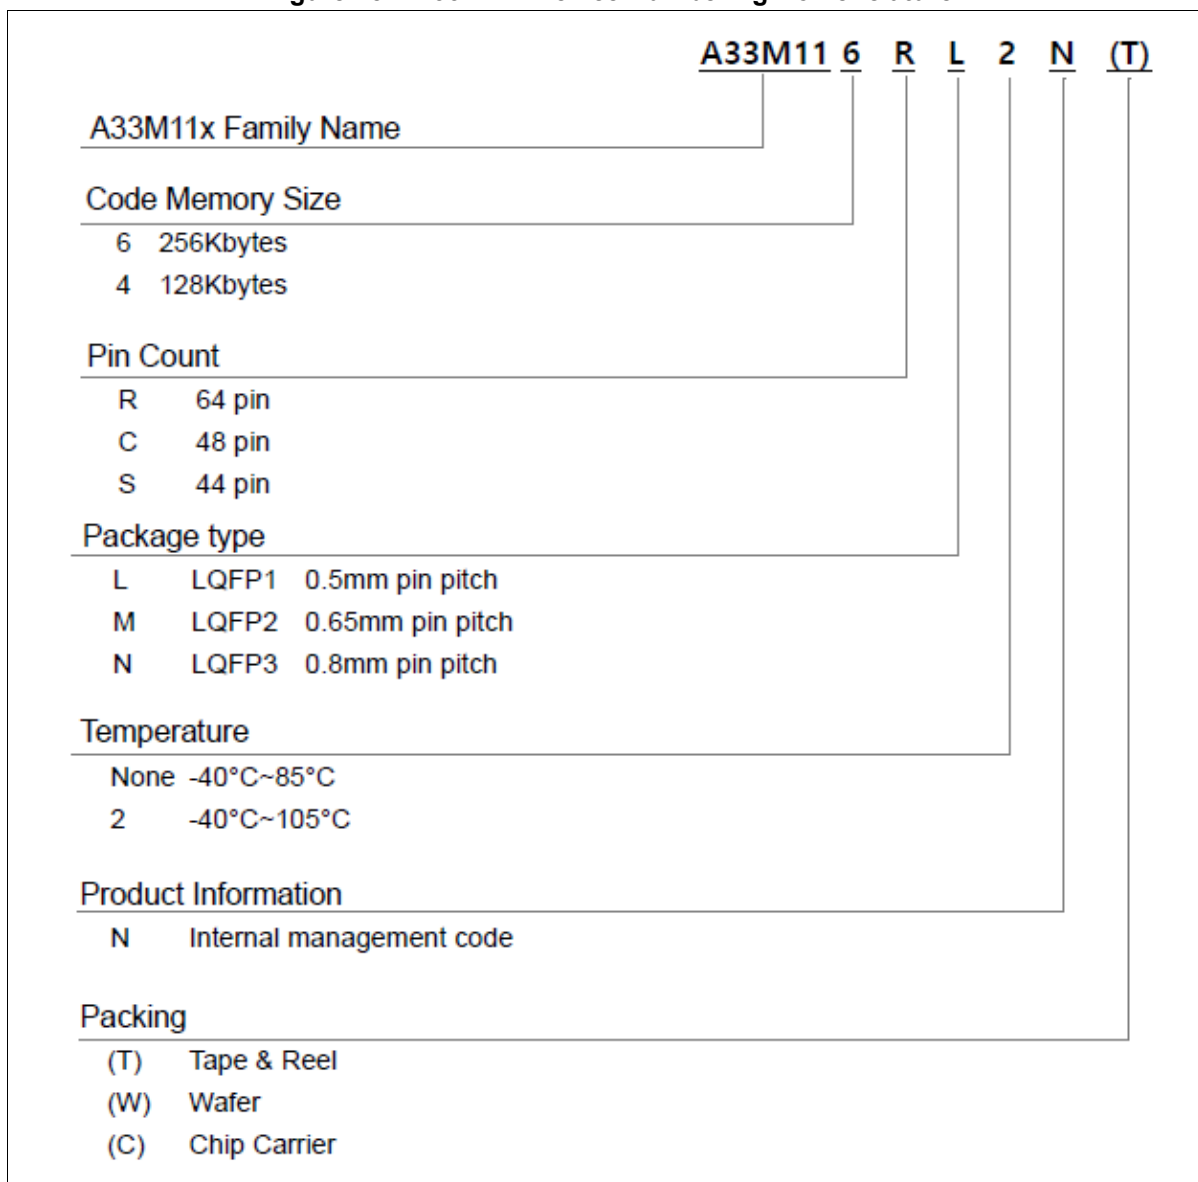 A33M11 6 R L 2 N (T)
A33M11x Family Name
Code Memory Size
6 256Kbytes
4 128Kbytes
Pin Count
R 64 pin
C 48 pin
S 44 pin
Package type
L LQFP1 0.5mm pin pitch
M LQFP2 0.65mm pin pitch
N LQFP3 0.8mm pin pitch
Temperature
None -40°C~85°C
2 -40°C~105°C
Product Information
N Internal management code
Packing
(T) Tape & Reel
(W) Wafer
(C) Chip Carrier